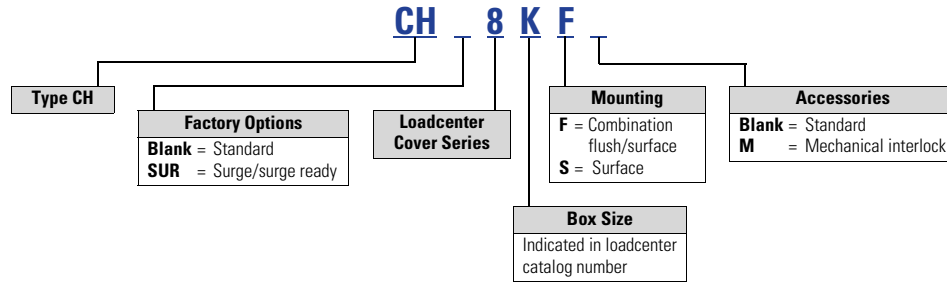 CH _ 8 K F _
Type CH
Factory Options
Blank = Standard
SUR = Surge/surge ready
Loadcenter
Cover Series
Mounting
F = Combination
flush/surface
S = Surface
Accessories
Blank = Standard
M = Mechanical interlock
Box Size
Indicated in loadcenter
catalog number